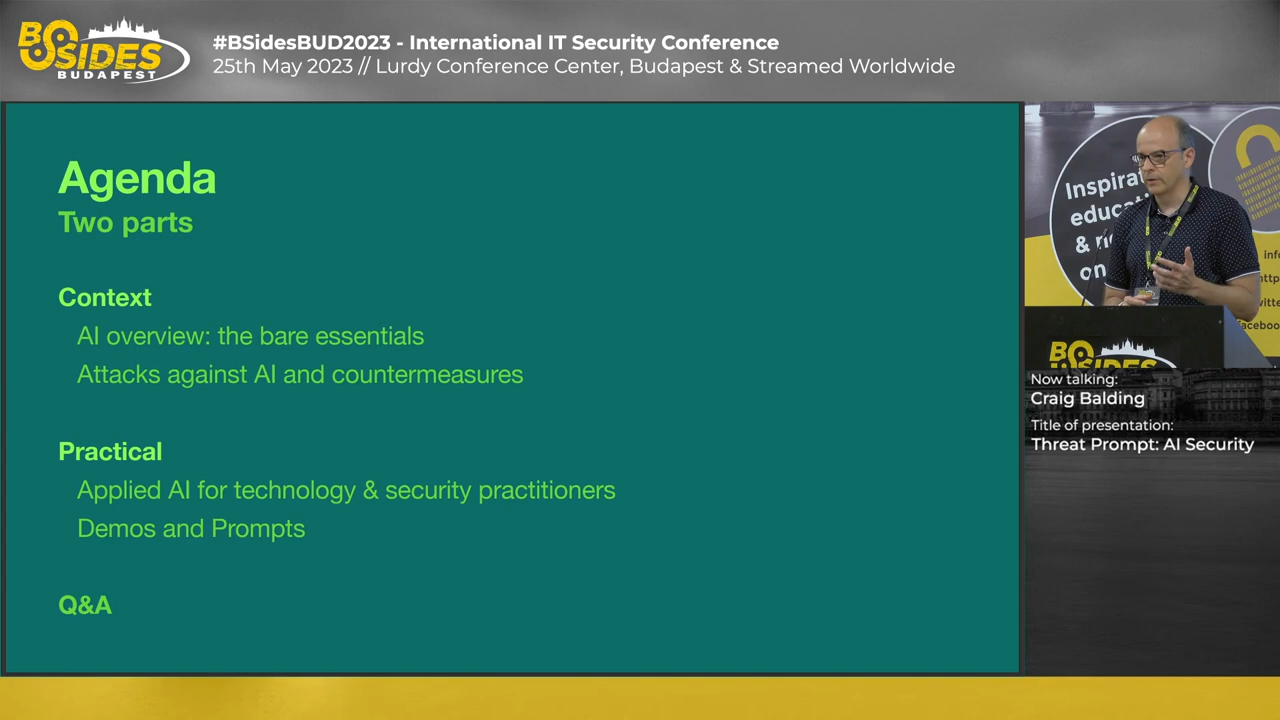 BSIDES
BUDAPEST
#BSidesBUD2023 - International IT Security Conference
25th May 2023 // Lurdy Conference Center, Budapest & Streamed Worldwide
Agenda
Two parts
Context
AI overview: the bare essentials
Attacks against AI and countermeasures
Practical
Applied AI for technology & security practitioners
Demos and Prompts
Q&A
Now talking:
Craig Balding
Title of presentation:
Threat Prompt: AI Security